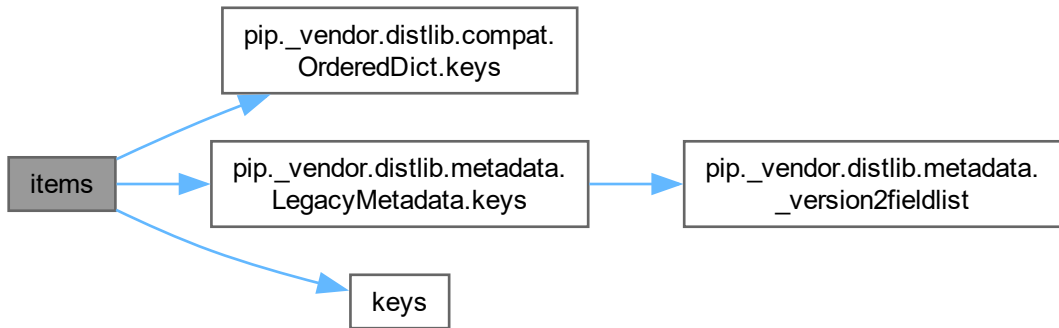 pip._vendor.distlib.compat.
OrderedDict.keys
items
pip._vendor.distlib.metadata.
LegacyMetadata.keys
pip._vendor.distlib.metadata.
_version2fieldlist
keys